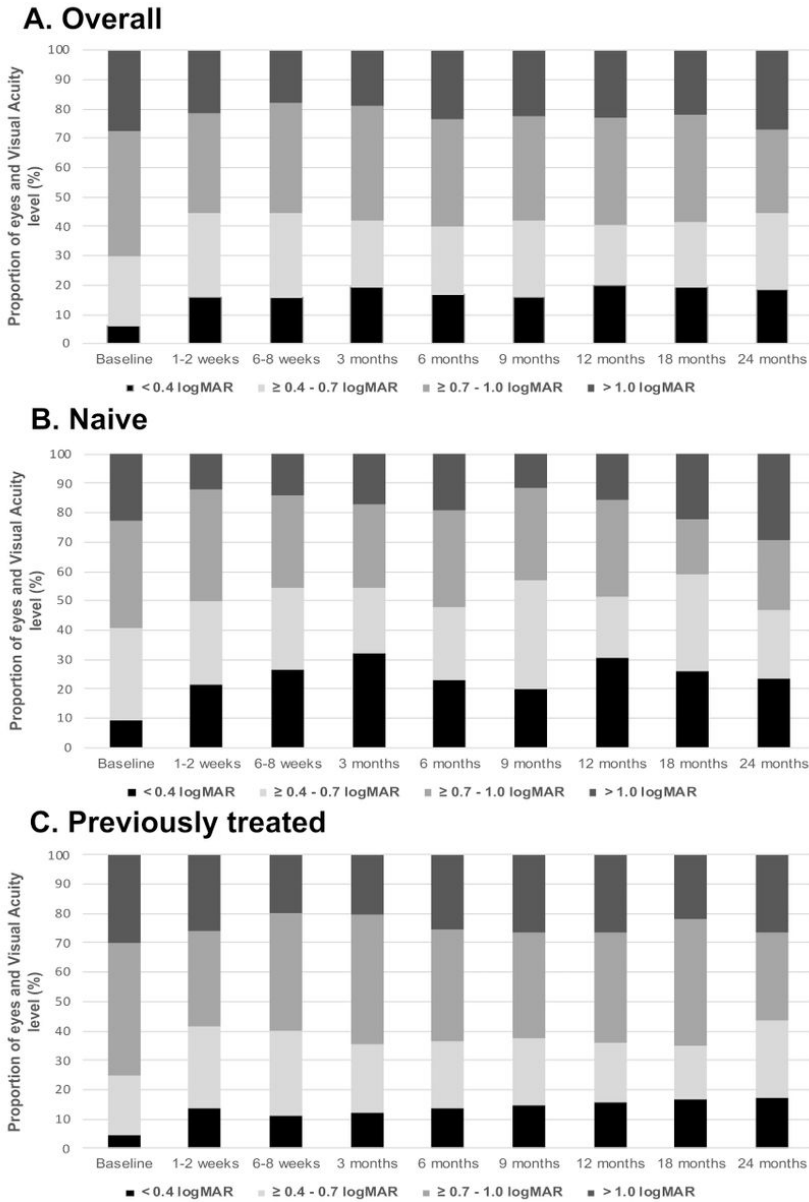 A. Overall
Proportion of eyes and Visual Acuity
level (%)
100
90
80
70
60
50
40
30
20
10
0
Baseline 1-2 weeks 6-8 weeks 3 months 6 months 9 months 12 months 18 months 24 months
< 0.4 logMAR ≥ 0.4 - 0.7 logMAR ≥ 0.7 - 1.0 logMAR > 1.0 logMAR
B. Naive
Proportion of eyes and Visual Acuity
level (%)
100
90
80
70
60
50
40
30
20
10
0
Baseline 1-2 weeks 6-8 weeks 3 months 6 months 9 months 12 months 18 months 24 months
< 0.4 logMAR ≥ 0.4 - 0.7 logMAR ≥ 0.7 - 1.0 logMAR > 1.0 logMAR
C. Previously treated
Proportion of eyes and Visual Acuity
level (%)
100
90
80
70
60
50
40
30
20
10
0
Baseline 1-2 weeks 6-8 weeks 3 months 6 months 9 months 12 months 18 months 24 months
< 0.4 logMAR ≥ 0.4 - 0.7 logMAR ≥ 0.7 - 1.0 logMAR > 1.0 logMAR